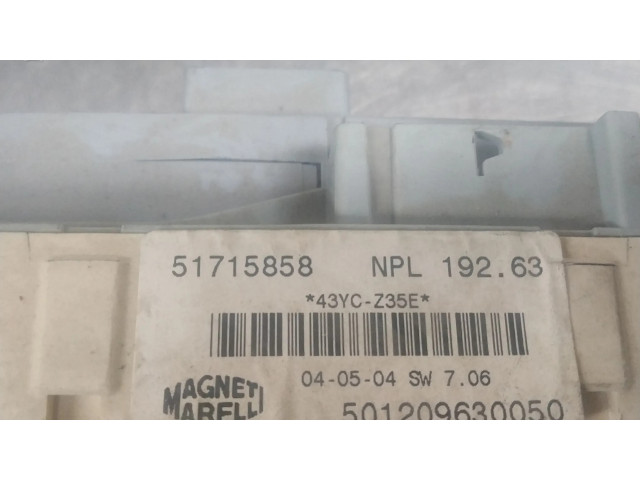 51715858 NPL 192.63
*43YC-Z35E*
04-05-04 SW 7.06
MAGNETI
MARELLI
501209630050